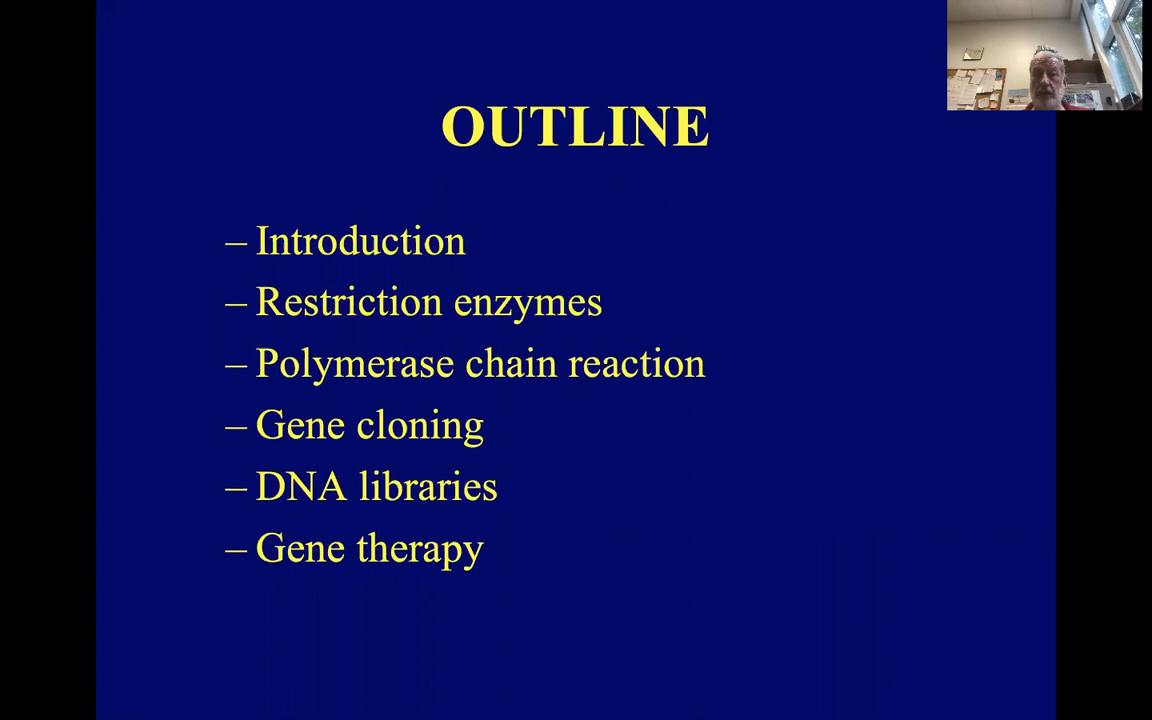 OUTLINE
– Introduction
– Restriction enzymes
– Polymerase chain reaction
– Gene cloning
– DNA libraries
– Gene therapy